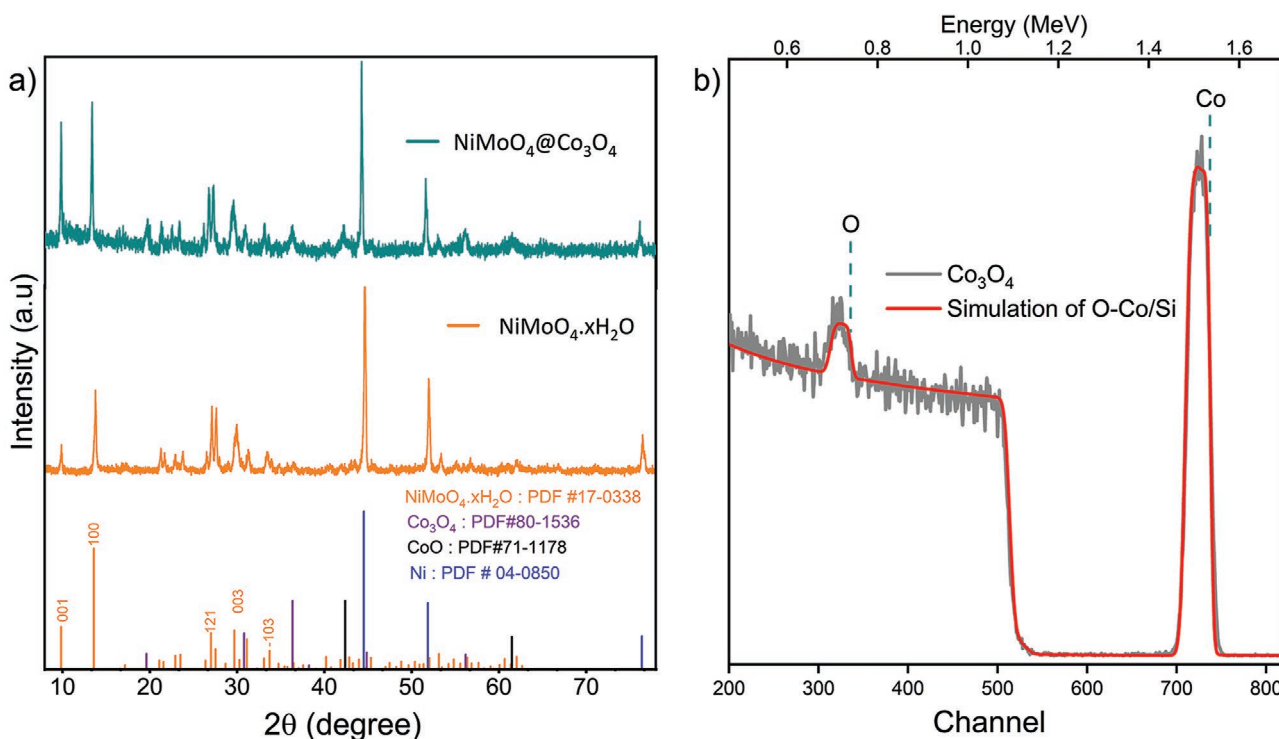 a)
Intensity (a.u)
NiMoO₄@Co₃O₄
NiMoO₄.xH₂O
NiMoO₄.xH₂O : PDF #17-0338
Co₃O₄ : PDF#80-1536
CoO : PDF#71-1178
Ni : PDF # 04-0850
001
100
121
003
-103
10 20 30 40 50 60 70
2θ (degree)
b)
Energy (MeV)
0.6 0.8 1.0 1.2 1.4 1.6
Co
O
Co₃O₄
Simulation of O-Co/Si
200 300 400 500 600 700 800
Channel